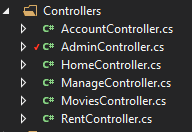 Controllers
C# AccountController.cs
C# AdminController.cs
C# HomeController.cs
C# ManageController.cs
C# MoviesController.cs
C# RentController.cs